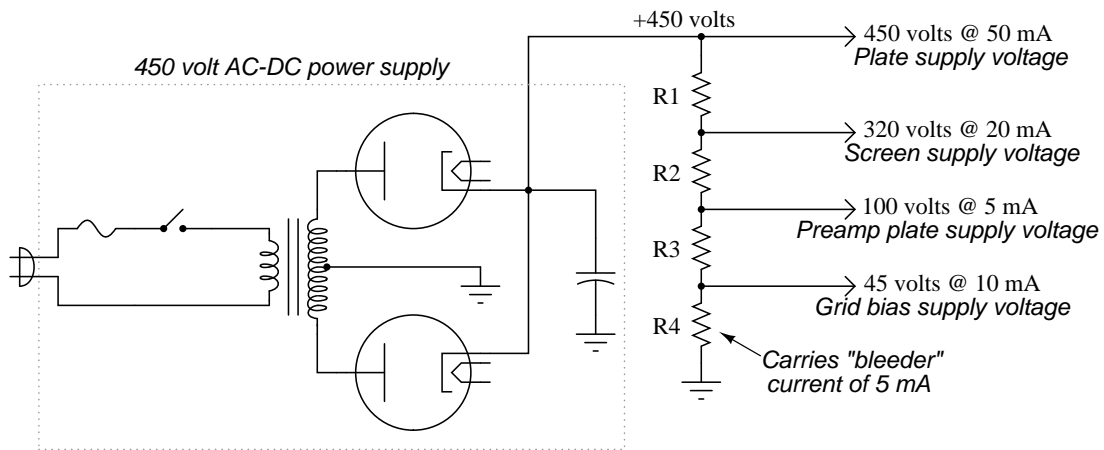 +450 volts
450 volts @ 50 mA
Plate supply voltage
450 volt AC-DC power supply
R1
320 volts @ 20 mA
Screen supply voltage
R2
100 volts @ 5 mA
Preamp plate supply voltage
R3
45 volts @ 10 mA
Grid bias supply voltage
R4
Carries "bleeder"
current of 5 mA